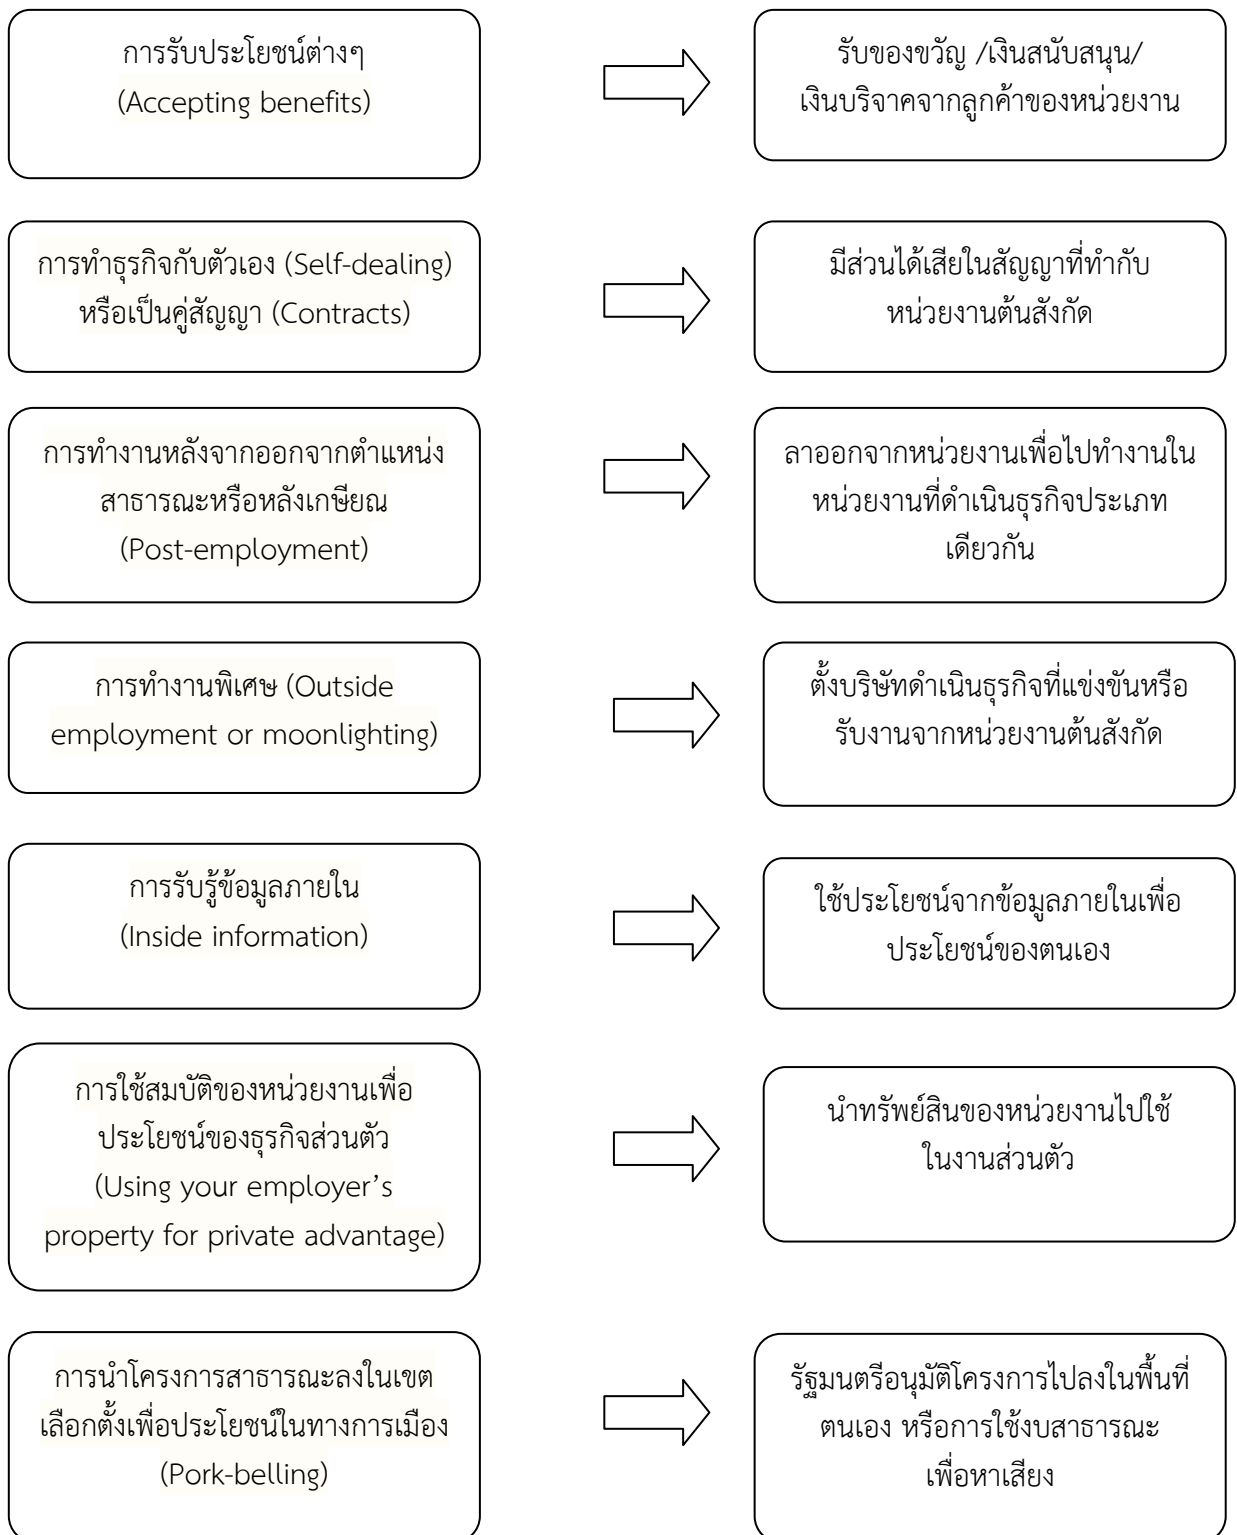 การรับประโยชน์ต่างๆ
(Accepting benefits)
รับของขวัญ /เงินสนับสนุน/
เงินบริจาคจากลูกค้าของหน่วยงาน
การทำธุรกิจกับตัวเอง (Self-dealing)
หรือเป็นคู่สัญญา (Contracts)
มีส่วนได้เสียในสัญญาที่ทำกับ
หน่วยงานต้นสังกัด
การทำงานหลังจากออกจากตำแหน่ง
สาธารณะหรือหลังเกษียณ
(Post-employment)
ลาออกจากหน่วยงานเพื่อไปทำงานใน
หน่วยงานที่ดำเนินธุรกิจประเภท
เดียวกัน
การทำงานพิเศษ (Outside
employment or moonlighting)
ตั้งบริษัทดำเนินธุรกิจที่แข่งขันหรือ
รับงานจากหน่วยงานต้นสังกัด
การรับรู้ข้อมูลภายใน
(Inside information)
ใช้ประโยชน์จากข้อมูลภายในเพื่อ
ประโยชน์ของตนเอง
การใช้สมบัติของหน่วยงานเพื่อ
ประโยชน์ของธุรกิจส่วนตัว
(Using your employer’s
property for private advantage)
นำทรัพย์สินของหน่วยงานไปใช้
ในงานส่วนตัว
การนำโครงการสาธารณะลงในเขต
เลือกตั้งเพื่อประโยชน์ในทางการเมือง
(Pork-belling)
รัฐมนตรีอนุมัติโครงการไปลงในพื้นที่
ตนเอง หรือการใช้งบสาธารณะ
เพื่อหาเสียง